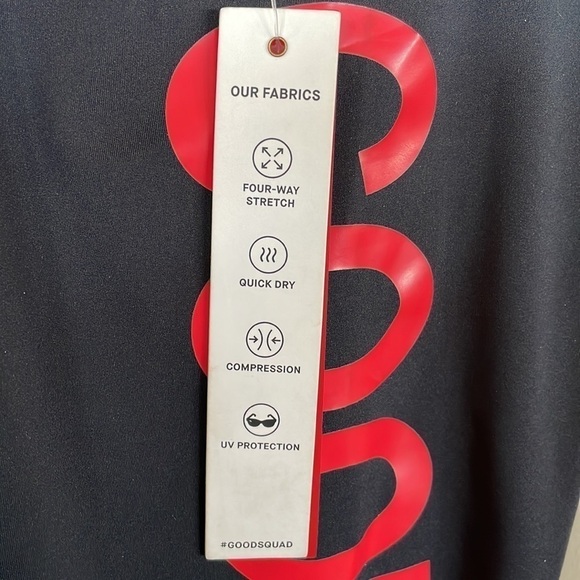 OUR FABRICS
FOUR-WAY
STRETCH
QUICK DRY
COMPRESSION
UV PROTECTION
#GOODSQUAD